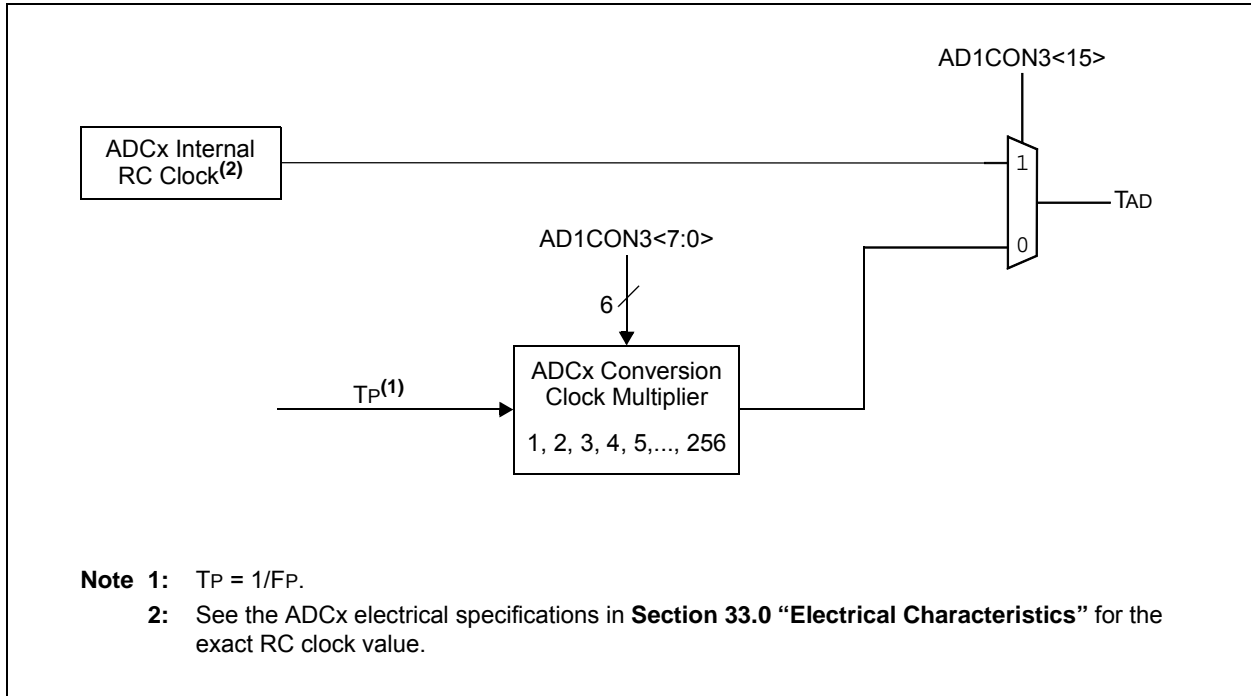 AD1CON3<15>
ADCx Internal
RC Clock(2)
1
TAD
0
AD1CON3<7:0>
6
TP(1)
ADCx Conversion
Clock Multiplier
1, 2, 3, 4, 5,..., 256
Note 1: TP = 1/FP.
2: See the ADCx electrical specifications in Section 33.0 “Electrical Characteristics” for the
exact RC clock value.